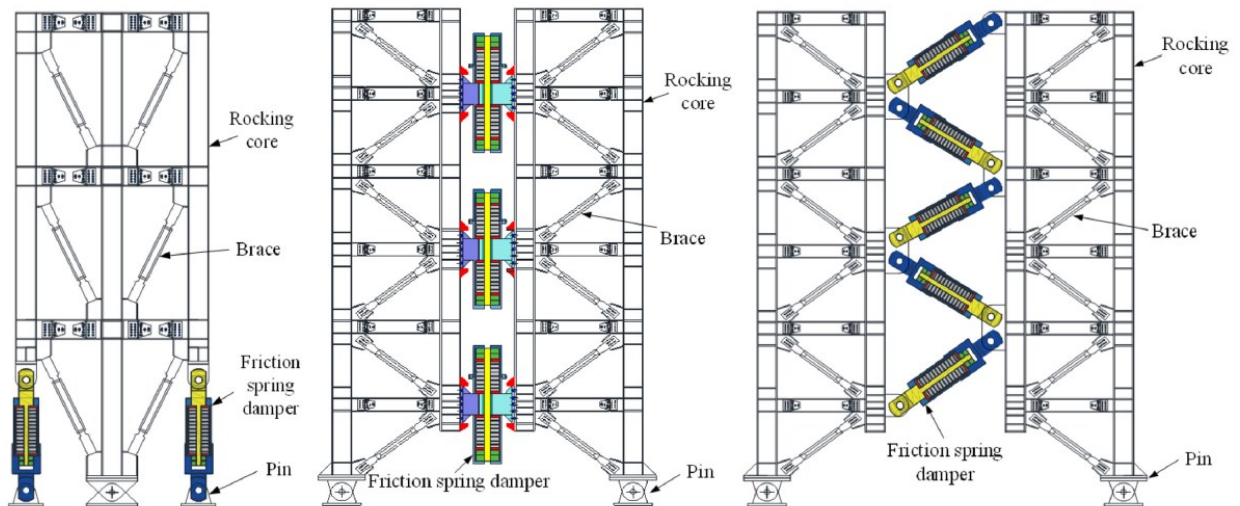 Rocking
core
Brace
Friction
spring
damper
Pin
Rocking
core
Brace
Friction spring damper
Pin
Rocking
core
Brace
Friction spring
damper
Pin